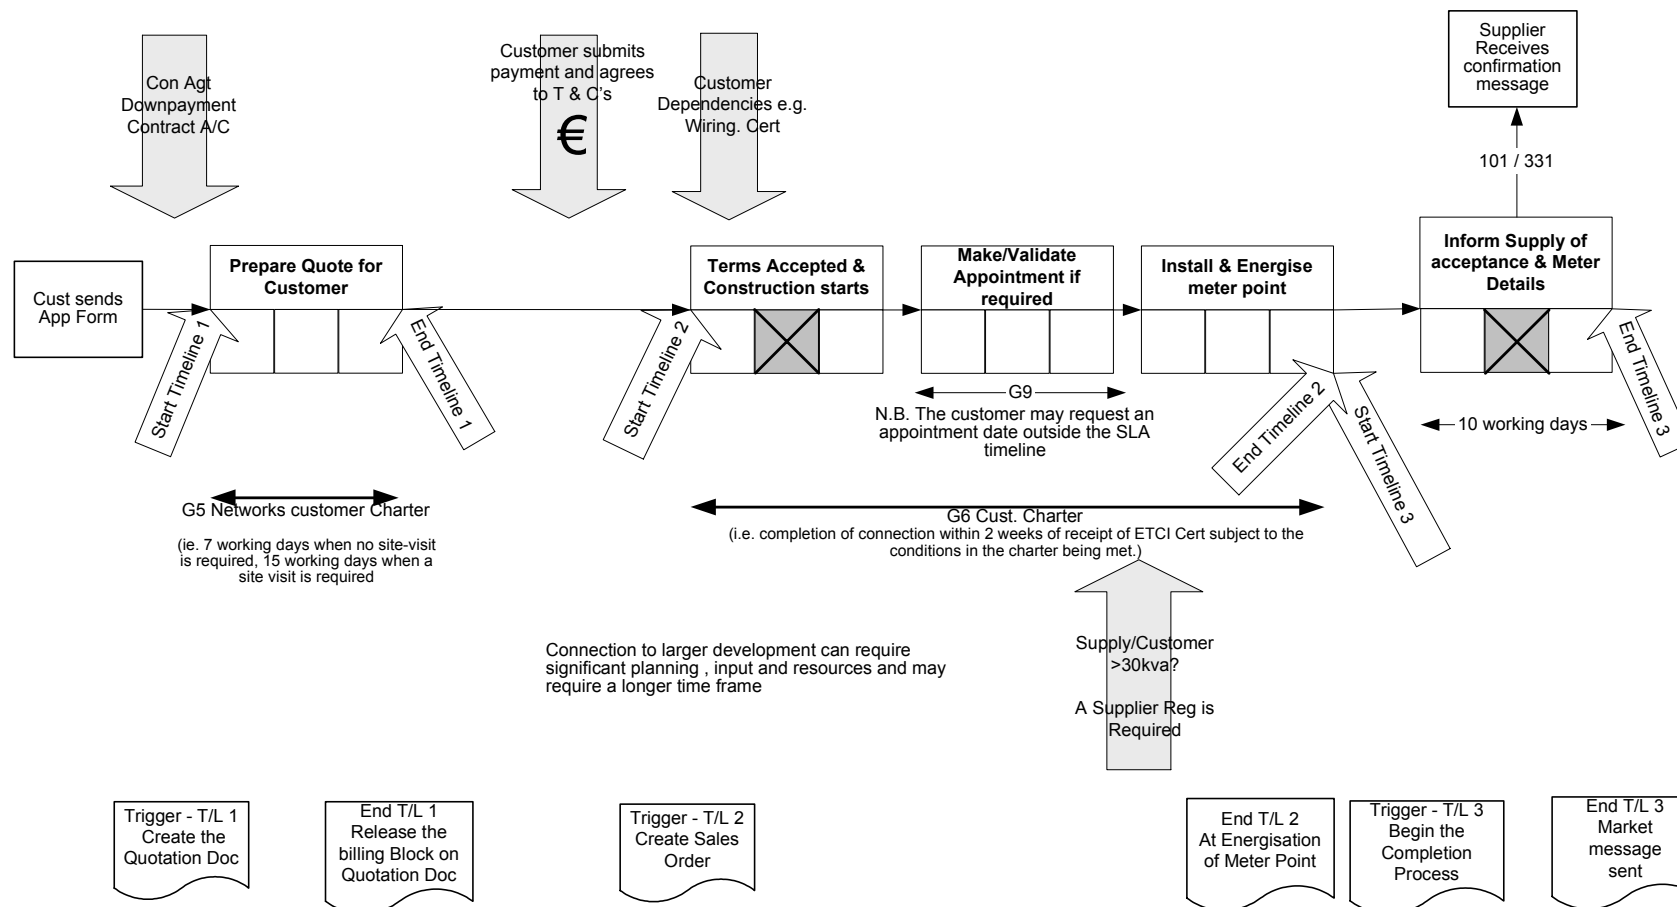 Con Agt
Downpayment
Contract A/C
Customer submits
payment and agrees
to T & C's
€
Customer
Dependencies e.g.
Wiring. Cert
Supplier
Receives
confirmation
message
101 / 331
Cust sends
App Form
Prepare Quote for
Customer
Terms Accepted &
Construction starts
Make/Validate
Appointment if
required
Install & Energise
meter point
Inform Supply of
acceptance & Meter
Details
Start Timeline 1
End Timeline 1
Start Timeline 2
G9
N.B. The customer may request an
appointment date outside the SLA
timeline
End Timeline 2
Start Timeline 3
10 working days
End Timeline 3
G5 Networks customer Charter
(ie. 7 working days when no site-visit
is required, 15 working days when a
site visit is required
G6 Cust. Charter
(i.e. completion of connection within 2 weeks of receipt of ETCI Cert subject to the
conditions in the charter being met.)
Connection to larger development can require
significant planning , input and resources and may
require a longer time frame
Supply/Customer
>30kva?
A Supplier Reg is
Required
Trigger - T/L 1
Create the
Quotation Doc
End T/L 1
Release the
billing Block on
Quotation Doc
Trigger - T/L 2
Create Sales
Order
End T/L 2
At Energisation
of Meter Point
Trigger - T/L 3
Begin the
Completion
Process
End T/L 3
Market
message
sent